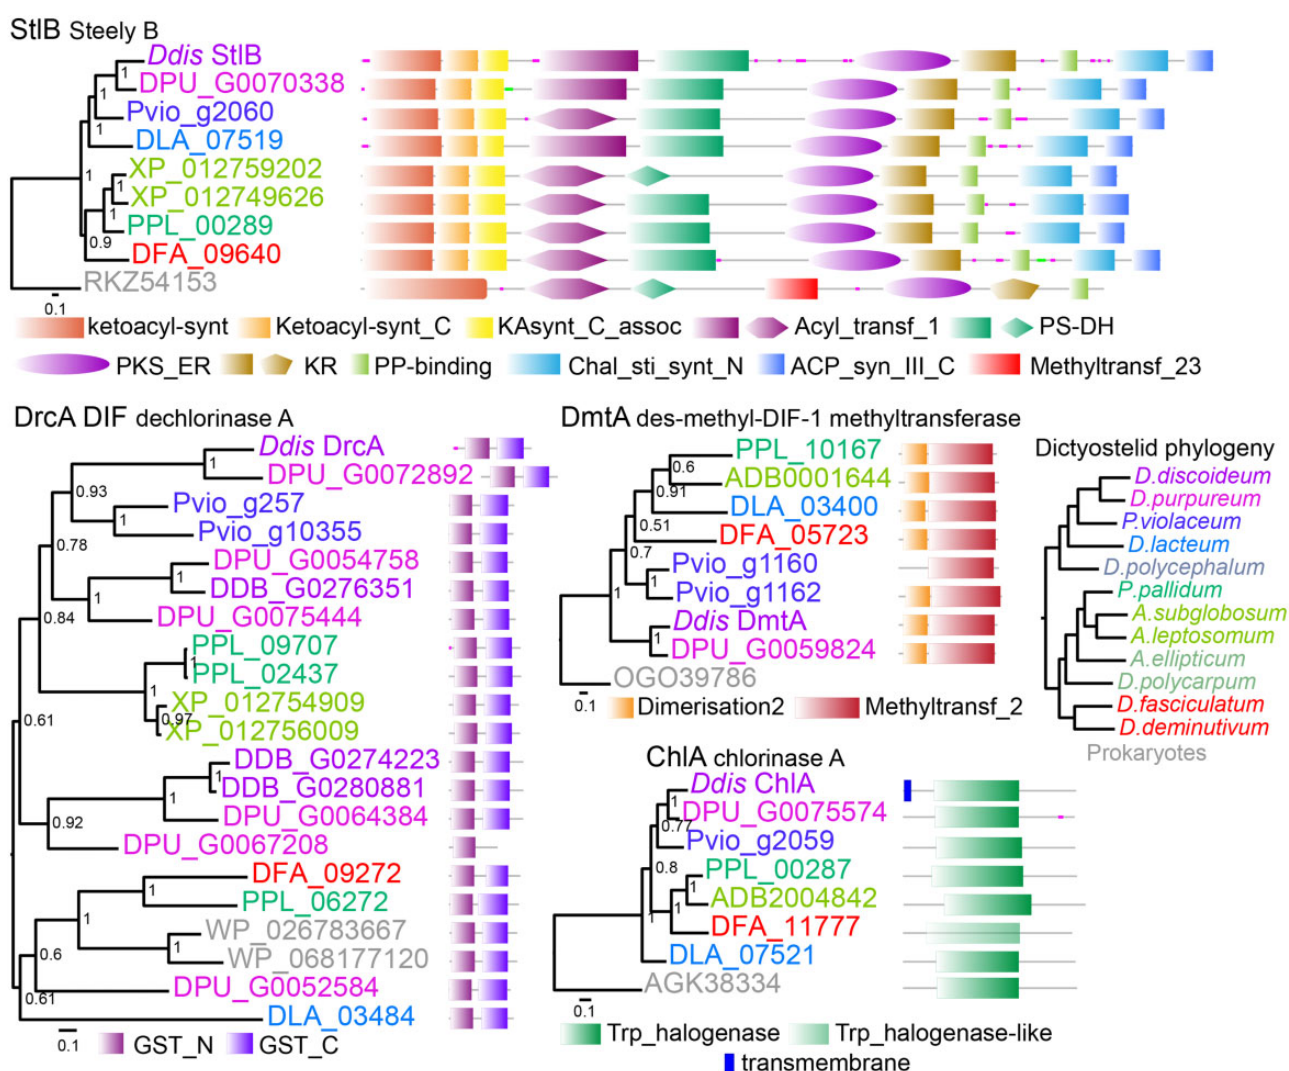 StlB Steely B
Ddis StlB
1
DPU_G0070338
1
Pvio_g2060
1
DLA_07519
XP_012759202
1
1
XP_012749626
1
PPL_00289
0.9
DFA_09640
RKZ54153
0.1
ketoacyl-synt
Ketoacyl-synt_C
KAsynt_C_assoc
Acyl_transf_1
PS-DH
PKS_ER
KR
PP-binding
Chal_sti_synt_N
ACP_syn_III_C
Methyltransf_23
DrcA DIF dechlorinase A
Ddis DrcA
1
DPU_G0072892
0.93
Pvio_g257
1
Pvio_g10355
0.78
DPU_G0054758
1
DDB_G0276351
1
0.84
DPU_G0075444
PPL_09707
1
PPL_02437
1
XP_012754909
0.97
XP_012756009
0.61
DDB_G0274223
1
DDB_G0280881
1
DPU_G0064384
0.92
DPU_G0067208
DFA_09272
1
PPL_06272
1
WP_026783667
1
0.6
WP_068177120
DPU_G0052584
0.61
DLA_03484
0.1
GST_N
GST_C
DmtA des-methyl-DIF-1 methyltransferase
PPL_10167
0.6
ADB0001644
0.91
DLA_03400
0.51
DFA_05723
0.7
Pvio_g1160
1
1
Pvio_g1162
Ddis DmtA
1
DPU_G0059824
OGO39786
0.1
Dimerisation2
Methyltransf_2
ChlA chlorinase A
Ddis ChlA
1
DPU_G0075574
0.77
Pvio_g2059
0.8
PPL_00287
1
ADB2004842
1
1
DFA_11777
DLA_07521
AGK38334
0.1
Trp_halogenase
Trp_halogenase-like
transmembrane
Dictyostelid phylogeny
D.discoideum
D.purpureum
P.violaceum
D.lacteum
D.polycephalum
P.pallidum
A.subglobosum
A.leptosomum
A.ellipticum
D.polycarpum
D.fasciculatum
D.deminutivum
Prokaryotes